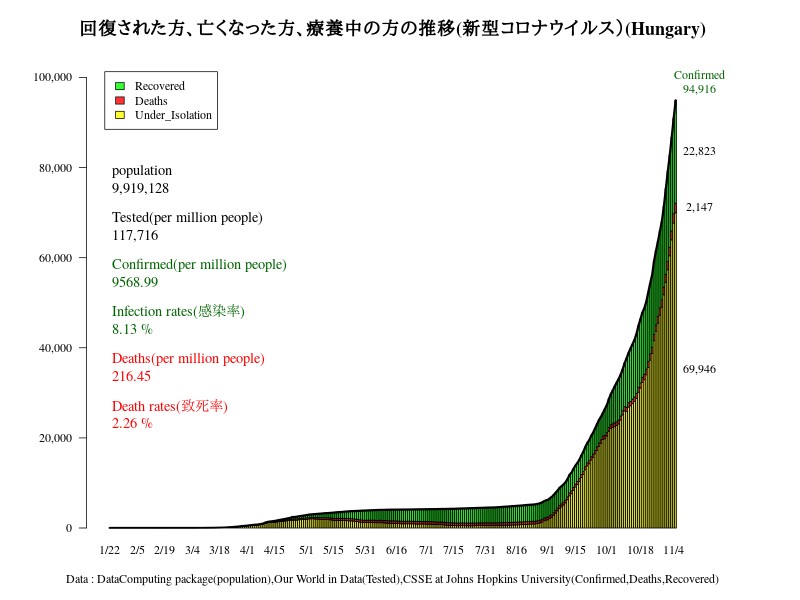 回復された方、亡くなった方、療養中の方の推移(新型コロナウイルス）(Hungary)
Confirmed
94,916
100,000
80,000
60,000
40,000
20,000
0
Recovered
Deaths
Under_Isolation
population
9,919,128
Tested(per million people)
117,716
Confirmed(per million people)
9568.99
Infection rates(感染率)
8.13 %
Deaths(per million people)
216.45
Death rates(致死率)
2.26 %
22,823
2,147
69,946
1/22 2/5 2/19 3/4 3/18 4/1 4/15 5/1 5/15 5/31 6/16 7/1 7/15 7/31 8/16 9/1 9/15 10/1 10/18 11/4
Data : DataComputing package(population),Our World in Data(Tested),CSSE at Johns Hopkins University(Confirmed,Deaths,Recovered)